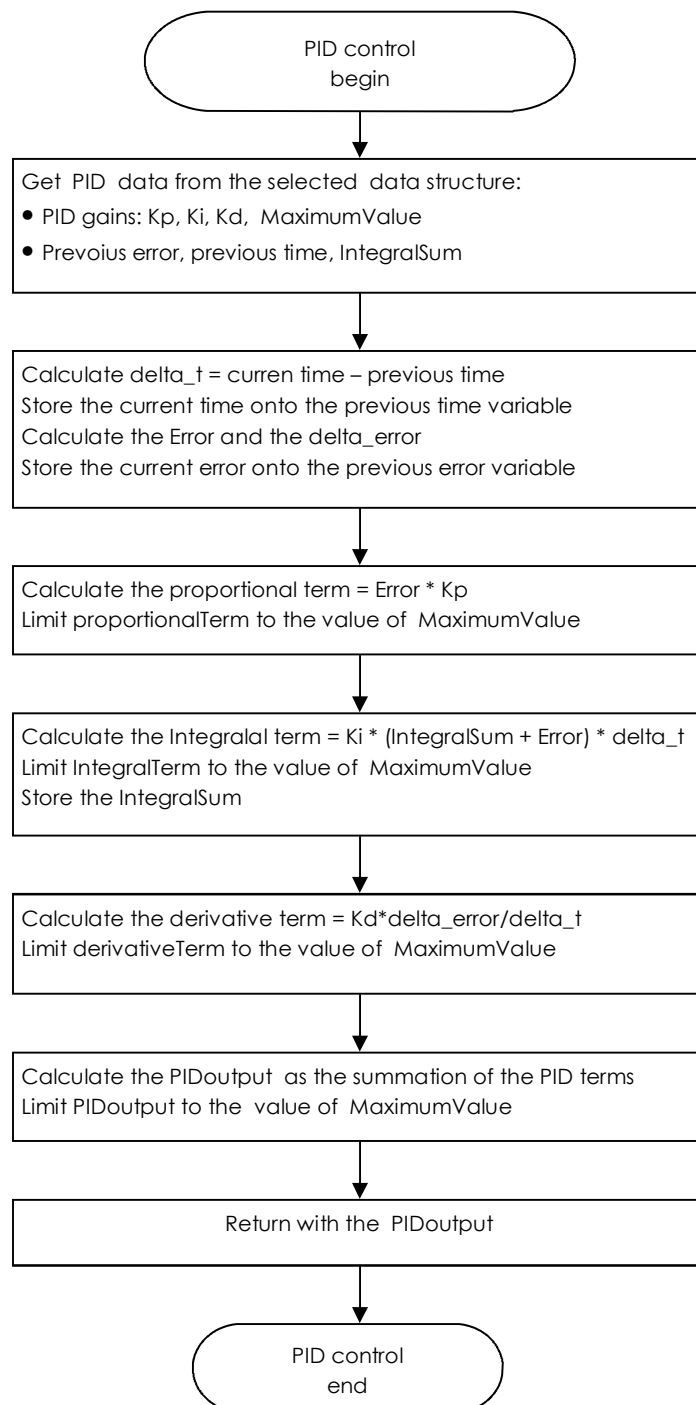 PID control
begin
Get PID data from the selected data structure:
• PID gains: Kp, Ki, Kd, MaximumValue
• Prevoius error, previous time, IntegralSum
Calculate delta_t = curren time – previous time
Store the current time onto the previous time variable
Calculate the Error and the delta_error
Store the current error onto the previous error variable
Calculate the proportional term = Error * Kp
Limit proportionalTerm to the value of MaximumValue
Calculate the Integralal term = Ki * (IntegralSum + Error) * delta_t
Limit IntegralTerm to the value of MaximumValue
Store the IntegralSum
Calculate the derivative term = Kd*delta_error/delta_t
Limit derivativeTerm to the value of MaximumValue
Calculate the PIDoutput as the summation of the PID terms
Limit PIDoutput to the value of MaximumValue
Return with the PIDoutput
PID control
end